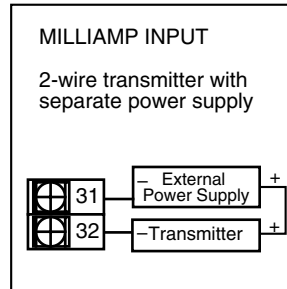 MILLIAMP INPUT
2-wire transmitter with
separate power supply
31
– External +
Power Supply
32
–Transmitter +